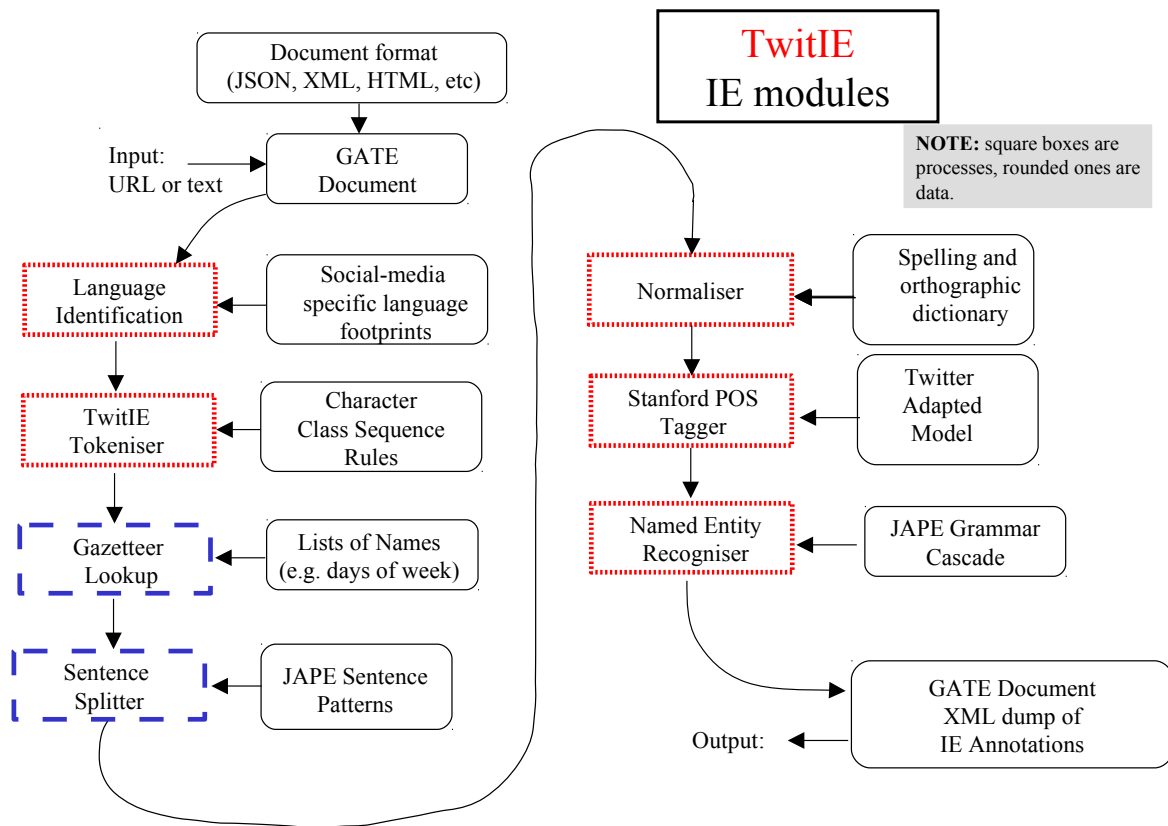 TwitIE
IE modules
NOTE: square boxes are
processes, rounded ones are
data.
Document format
(JSON, XML, HTML, etc)
Input:
URL or text
GATE
Document
Language
Identification
Social-media
specific language
footprints
TwitIE
Tokeniser
Character
Class Sequence
Rules
Gazetteer
Lookup
Lists of Names
(e.g. days of week)
Sentence
Splitter
JAPE Sentence
Patterns
Normaliser
Spelling and
orthographic
dictionary
Stanford POS
Tagger
Twitter
Adapted
Model
Named Entity
Recogniser
JAPE Grammar
Cascade
GATE Document
XML dump of
IE Annotations
Output: